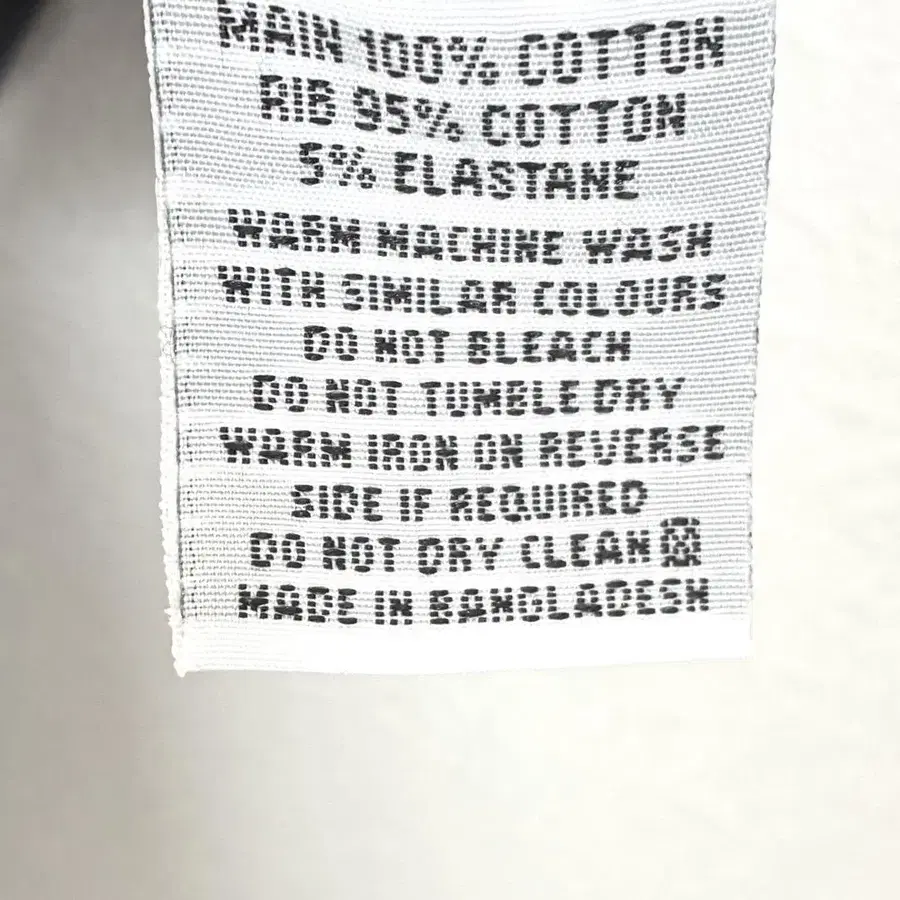 MAIN 100% COTTON
RIB 95% COTTON
5% ELASTANE
WARM MACHINE WASH
WITH SIMILAR COLOURS
DO NOT BLEACH
DO NOT TUMBLE DRY
WARM IRON ON REVERSE
SIDE IF REQUIRED
DO NOT DRY CLEAN
MADE IN BANGLADESH